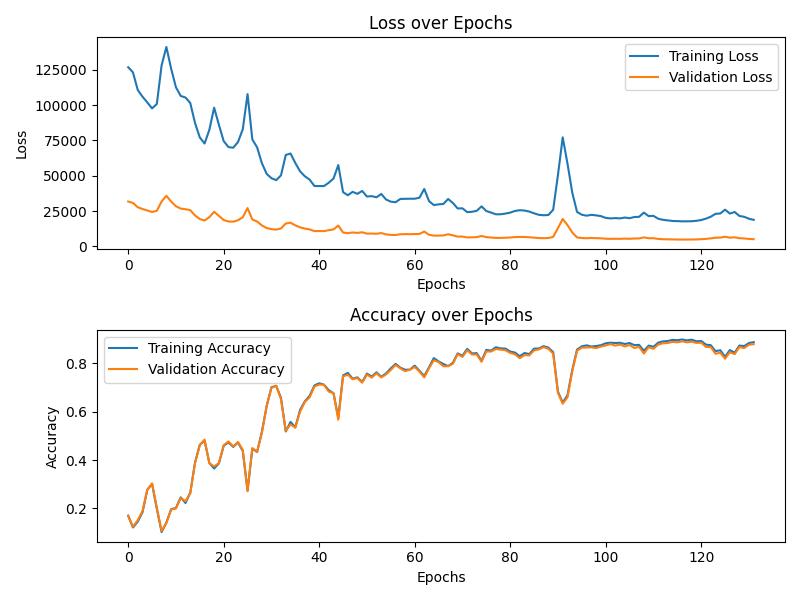 Loss over Epochs
125000
100000
75000
50000
25000
0
Loss
Training Loss
Validation Loss
0 20 40 60 80 100 120
Epochs
Accuracy over Epochs
0.8
0.6
0.4
0.2
Accuracy
Training Accuracy
Validation Accuracy
0 20 40 60 80 100 120
Epochs